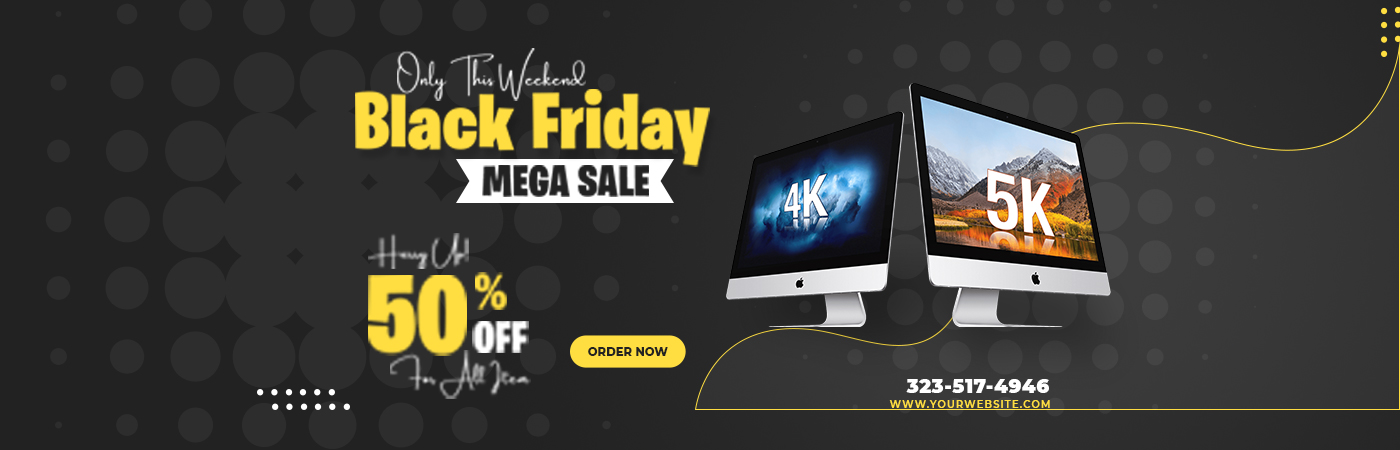 Only This Weekend
Black Friday
MEGA SALE
Hurry Up!
50%
OFF
For All Item
ORDER NOW
4K
5K
323-517-4946
WWW.YOURWEBSITE.COM